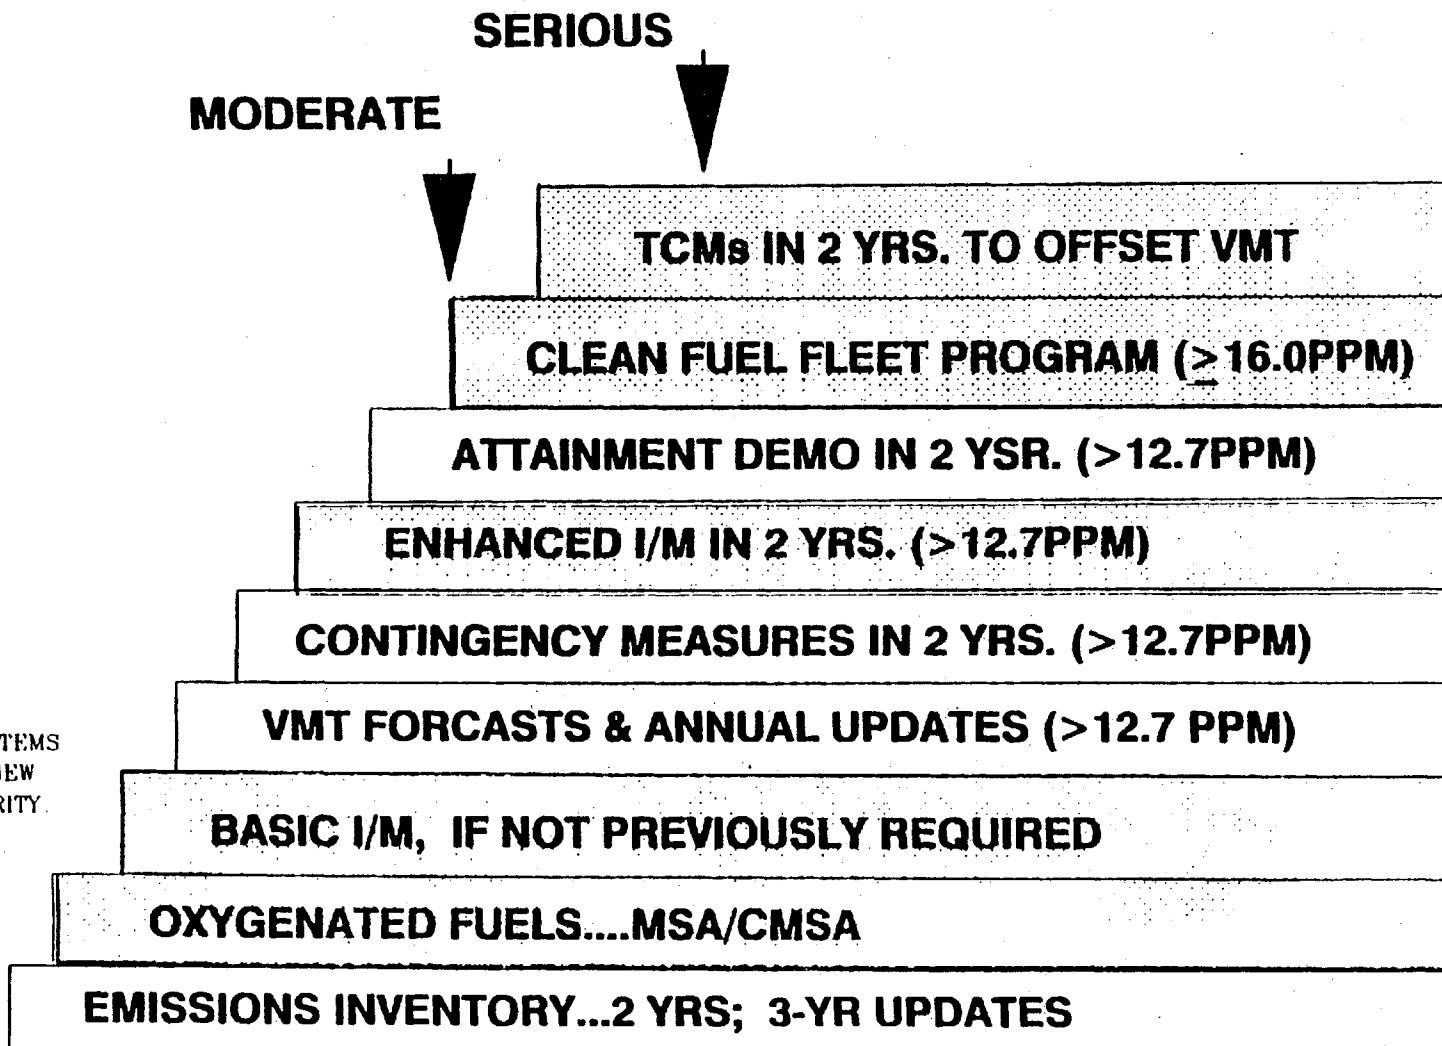 SERIOUS
MODERATE
TCMs IN 2 YRS. TO OFFSET VMT
CLEAN FUEL FLEET PROGRAM (≥16.0PPM)
ATTAINMENT DEMO IN 2 YSR. (>12.7PPM)
ENHANCED I/M IN 2 YRS. (>12.7PPM)
CONTINGENCY MEASURES IN 2 YRS. (>12.7PPM)
VMT FORCASTS & ANNUAL UPDATES (>12.7 PPM)
BASIC I/M, IF NOT PREVIOUSLY REQUIRED
OXYGENATED FUELS....MSA/CMSA
EMISSIONS INVENTORY...2 YRS; 3-YR UPDATES